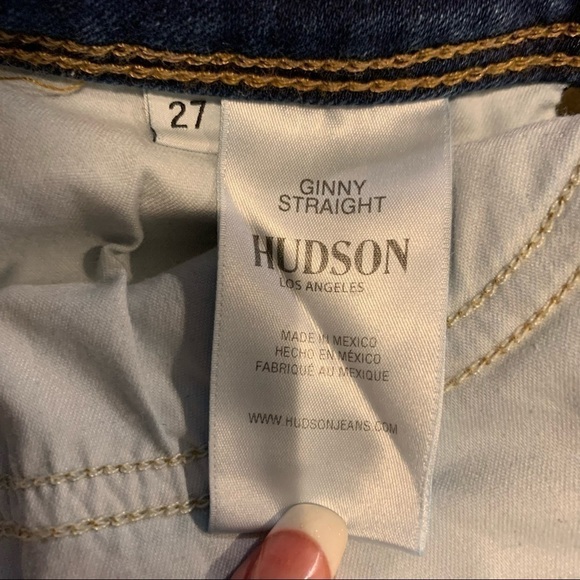 27
GINNY
STRAIGHT
HUDSON
LOS ANGELES
MADE IN MEXICO
HECHO EN MÉXICO
FABRIQUÉ AU MEXIQUE
WWW.HUDSONJEANS.COM